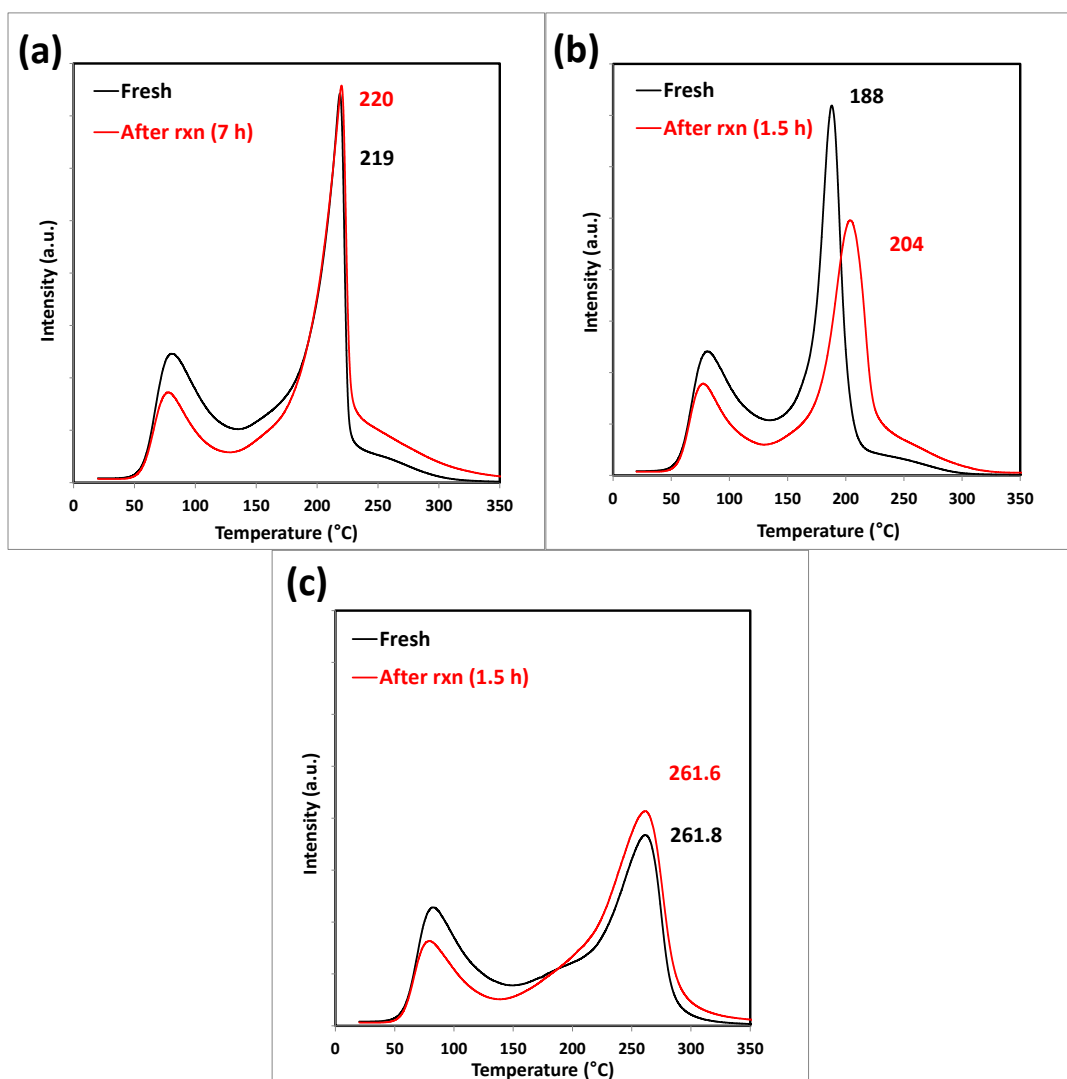 (a)
Fresh
After rxn (7 h)
220
219
Intensity (a.u.)
0 50 100 150 200 250 300 350
Temperature (°C)
(b)
Fresh
After rxn (1.5 h)
188
204
Intensity (a.u.)
0 50 100 150 200 250 300 350
Temperature (°C)
(c)
Fresh
After rxn (1.5 h)
261.6
261.8
Intensity (a.u.)
0 50 100 150 200 250 300 350
Temperature (°C)